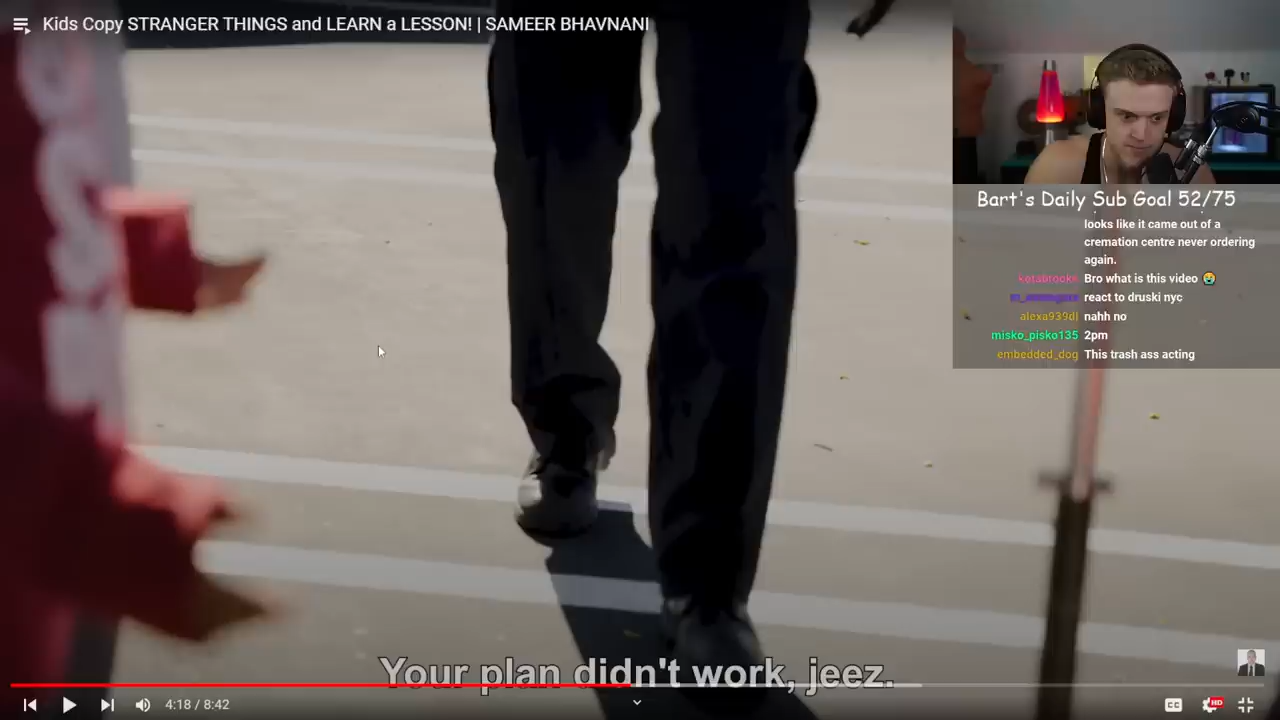 Kids Copy STRANGER THINGS and LEARN a LESSON! | SAMEER BHAVNANI
Bart's Daily Sub Goal 52/75
looks like it came out of a
cremation centre never ordering
again.
kotabrooke Bro what is this video 😭
react to druski nyc
alexa939dl nahh no
misko_pisko135 2pm
embedded_dog This trash ass acting
Your plan didn't work, jeez.
4:18 / 8:42
CC HD